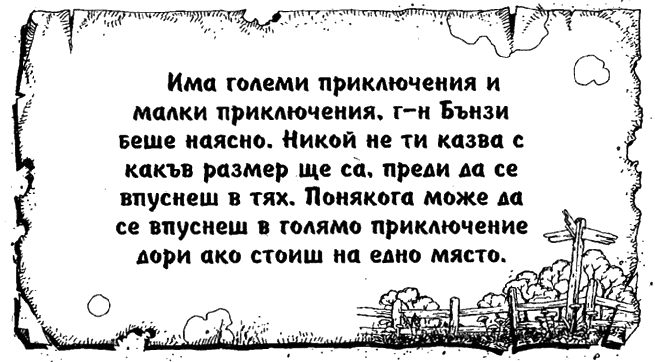 Има големи приключения и
малки приключения, г-н Бънзи
беше наясно. Никой не ти казва с
какъв размер ще са, преди да се
впуснеш в тях. Понякога може да
се впуснеш в голямо приключение
дори ако стоиш на едно място.